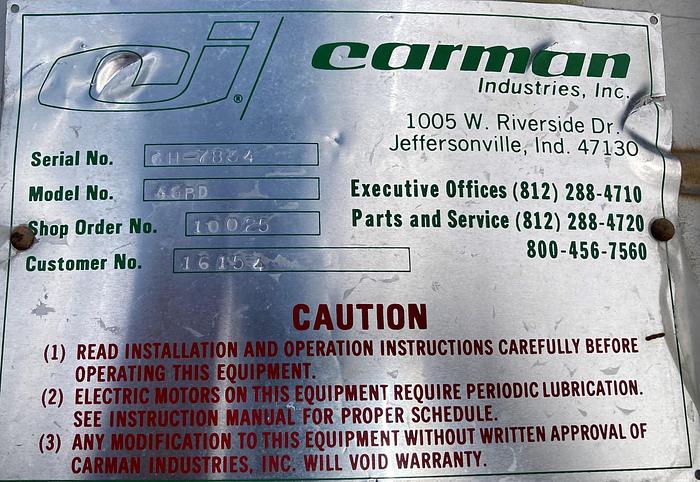 ci ®
carman
Industries, Inc.
1005 W. Riverside Dr.
Jeffersonville, Ind. 47130
Serial No. CH-7834
Model No. 48RD
Executive Offices (812) 288-4710
Shop Order No. 10025
Parts and Service (812) 288-4720
800-456-7560
Customer No. 16154
CAUTION
(1) READ INSTALLATION AND OPERATION INSTRUCTIONS CAREFULLY BEFORE
OPERATING THIS EQUIPMENT.
(2) ELECTRIC MOTORS ON THIS EQUIPMENT REQUIRE PERIODIC LUBRICATION.
SEE INSTRUCTION MANUAL FOR PROPER SCHEDULE.
(3) ANY MODIFICATION TO THIS EQUIPMENT WITHOUT WRITTEN APPROVAL OF
CARMAN INDUSTRIES, INC. WILL VOID WARRANTY.